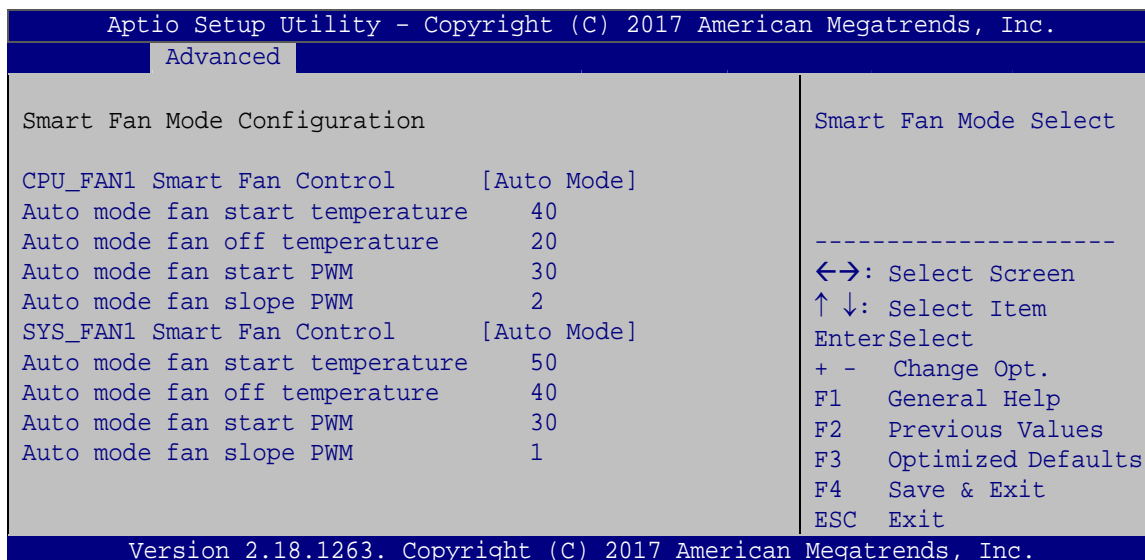 Aptio Setup Utility – Copyright (C) 2017 American Megatrends, Inc.
Advanced
Smart Fan Mode Configuration
CPU_FAN1 Smart Fan Control [Auto Mode]
Auto mode fan start temperature 40
Auto mode fan off temperature 20
Auto mode fan start PWM 30
Auto mode fan slope PWM 2
SYS_FAN1 Smart Fan Control [Auto Mode]
Auto mode fan start temperature 50
Auto mode fan off temperature 40
Auto mode fan start PWM 30
Auto mode fan slope PWM 1
Smart Fan Mode Select
---------------------
←→: Select Screen
↑ ↓: Select Item
EnterSelect
+ - Change Opt.
F1 General Help
F2 Previous Values
F3 Optimized Defaults
F4 Save & Exit
ESC Exit
Version 2.18.1263. Copyright (C) 2017 American Megatrends, Inc.